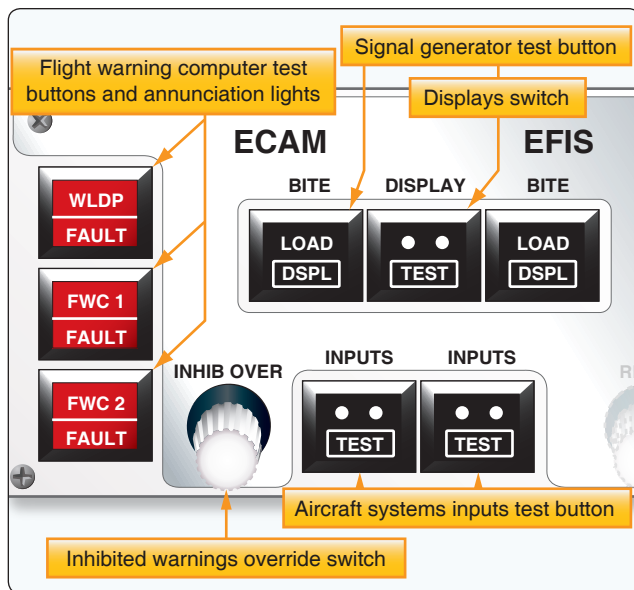 Signal generator test button
Flight warning computer test
buttons and annunciation lights
Displays switch
ECAM
EFIS
BITE
DISPLAY
BITE
WLDP
FAULT
LOAD
DSPL
TEST
LOAD
DSPL
FWC 1
FAULT
INHIB OVER
INPUTS
INPUTS
R
FWC 2
FAULT
TEST
TEST
Aircraft systems inputs test button
Inhibited warnings override switch